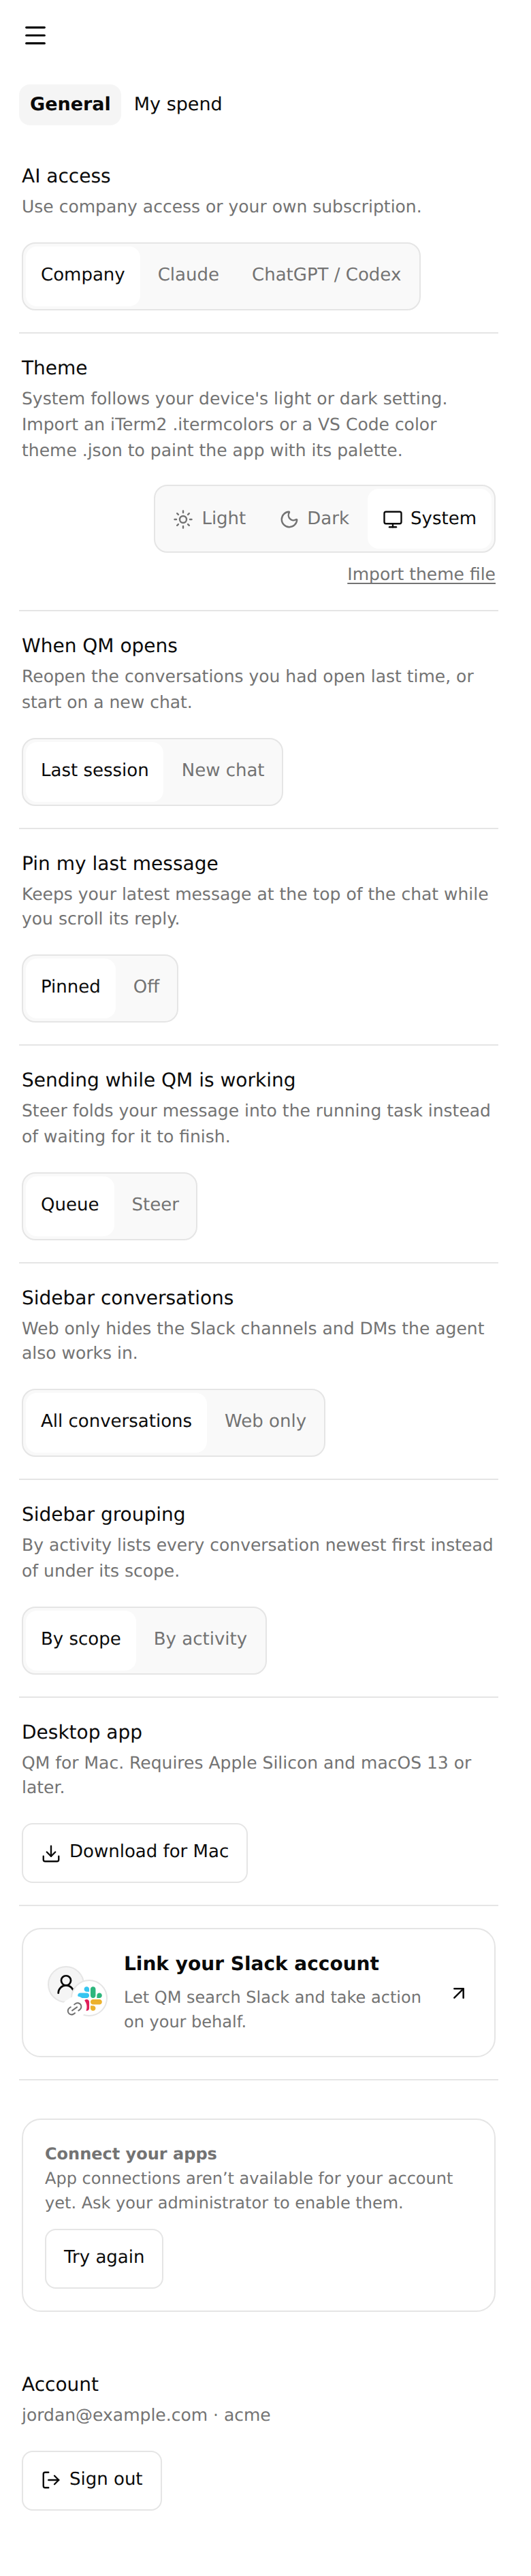 General My spend
AI access
Use company access or your own subscription.
Company Claude ChatGPT / Codex
Theme
System follows your device's light or dark setting.
Import an iTerm2 .itermcolors or a VS Code color
theme .json to paint the app with its palette.
Light Dark System
Import theme file
When QM opens
Reopen the conversations you had open last time, or
start on a new chat.
Last session New chat
Pin my last message
Keeps your latest message at the top of the chat while
you scroll its reply.
Pinned Off
Sending while QM is working
Steer folds your message into the running task instead
of waiting for it to finish.
Queue Steer
Sidebar conversations
Web only hides the Slack channels and DMs the agent
also works in.
All conversations Web only
Sidebar grouping
By activity lists every conversation newest first instead
of under its scope.
By scope By activity
Desktop app
QM for Mac. Requires Apple Silicon and macOS 13 or
later.
Download for Mac
Link your Slack account
Let QM search Slack and take action
on your behalf.
Connect your apps
App connections aren’t available for your account
yet. Ask your administrator to enable them.
Try again
Account
jordan@example.com · acme
Sign out